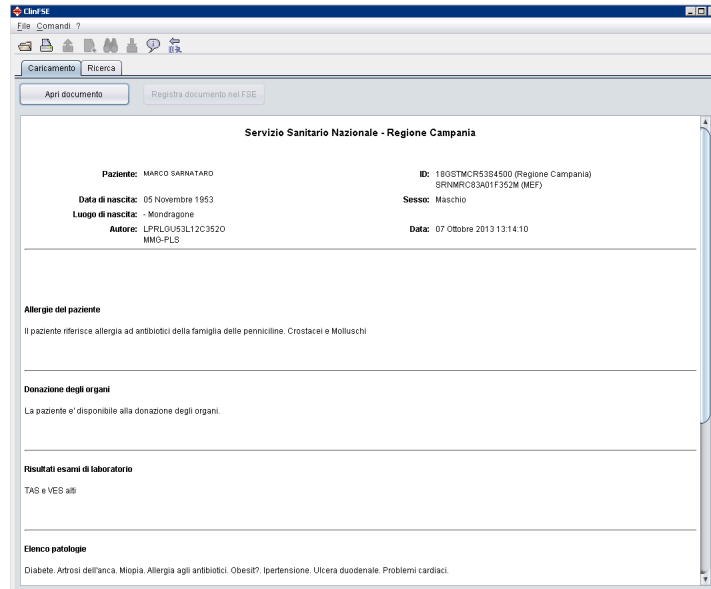 ClinFSE
File Comandi ?
Caricamento Ricerca
Apri documento Registra documento nel FSE
Servizio Sanitario Nazionale - Regione Campania
Paziente: MARCO SARNATARO ID: 18GSTMCR53S4500 (Regione Campania)
SRNMRC83A01F352M (MEF)
Data di nascita: 05 Novembre 1953 Sesso: Maschio
Luogo di nascita: - Mondragone
Autore: LPRLGU53L12C352O Data: 07 Ottobre 2013 13:14:10
MMG-PLS
Allergie del paziente
Il paziente riferisce allergia ad antibiotici della famiglia delle penniciline. Crostacei e Molluschi
Donazione degli organi
La paziente e' disponibile alla donazione degli organi.
Risultati esami di laboratorio
TAS e VES alti
Elenco patologie
Diabete. Artrosi dell'anca. Miopia. Allergia agli antibiotici. Obesit?. Ipertensione. Ulcera duodenale. Problemi cardiaci.